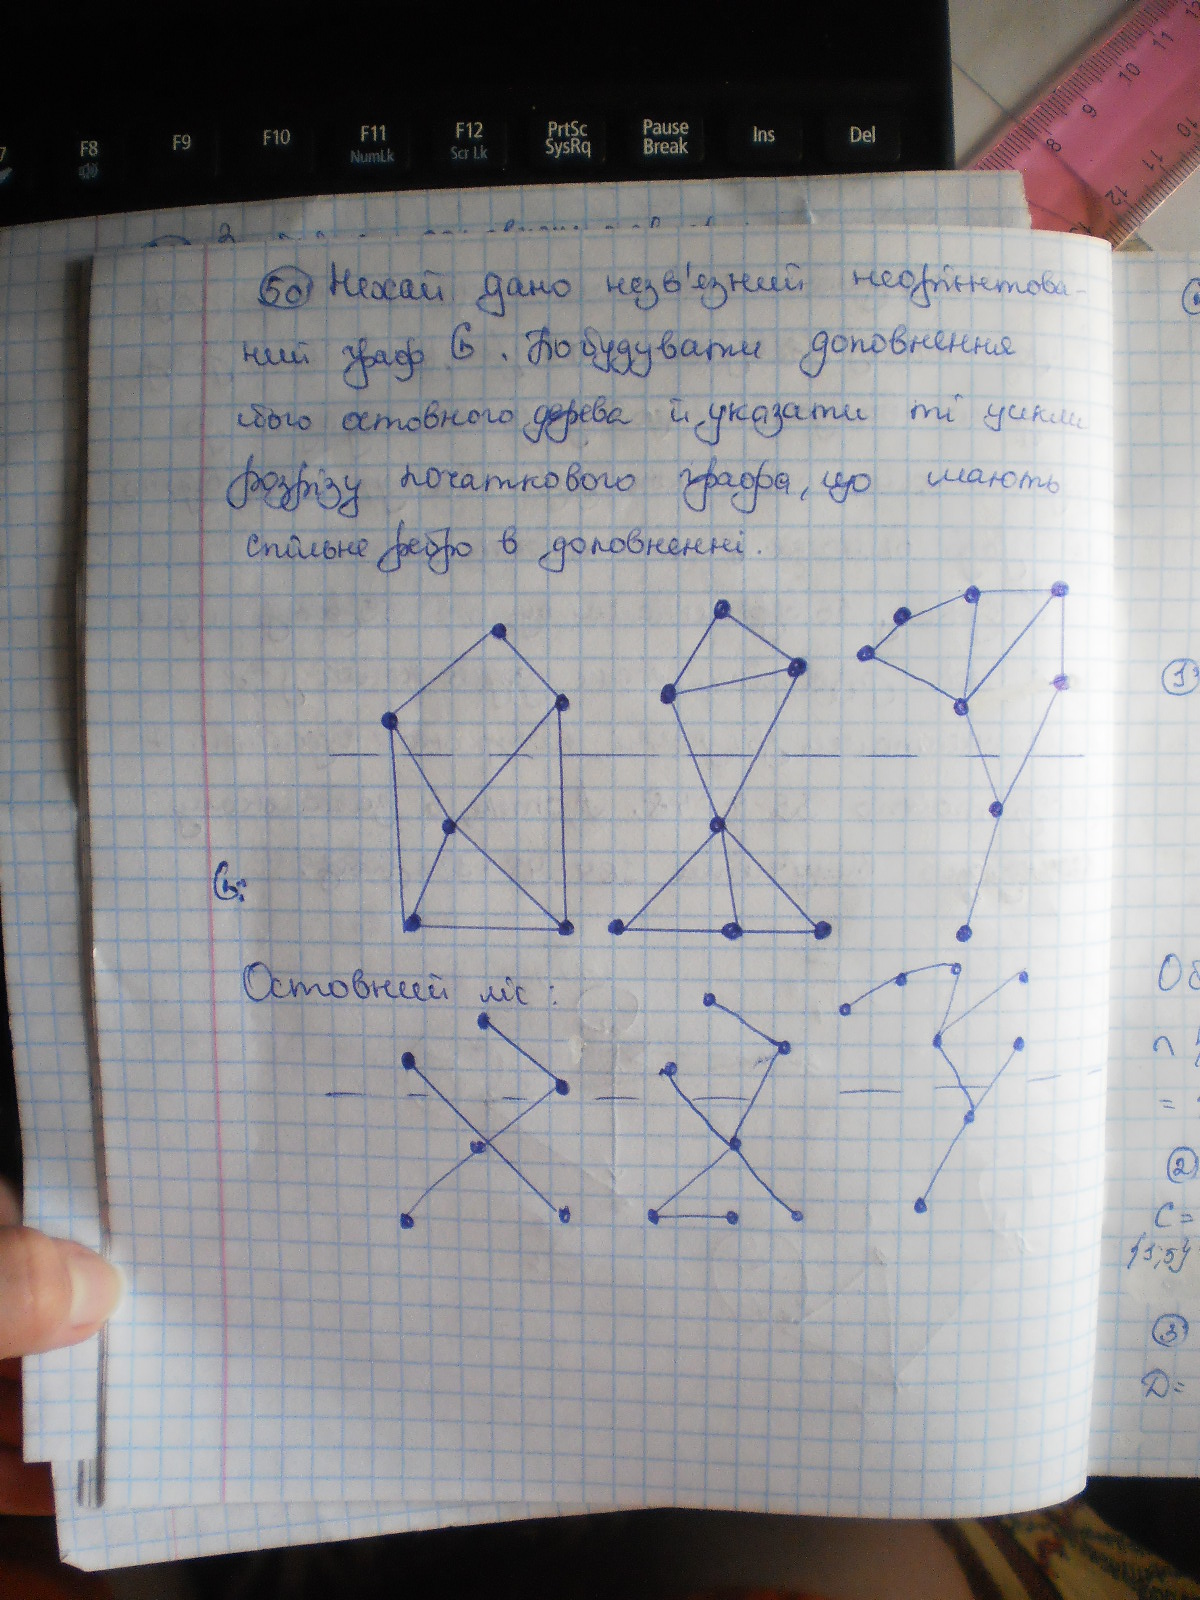 F8
F9
F10
F11
NumLk
F12
Scr Lk
PrtSc
SysRq
Pause
Break
Ins
Del
8 9 10 11
10 11 12
50 Нехай дано незв'язний неорієнтова-
ний граф G. Побудувати доповнення
його остовного дерева й указати ті цикли
розрізу початкового графа, що мають
спільне ребро в доповненні.
G:
Остовний ліс:
1
Об
=
2
C =
{1,5}
3
D =